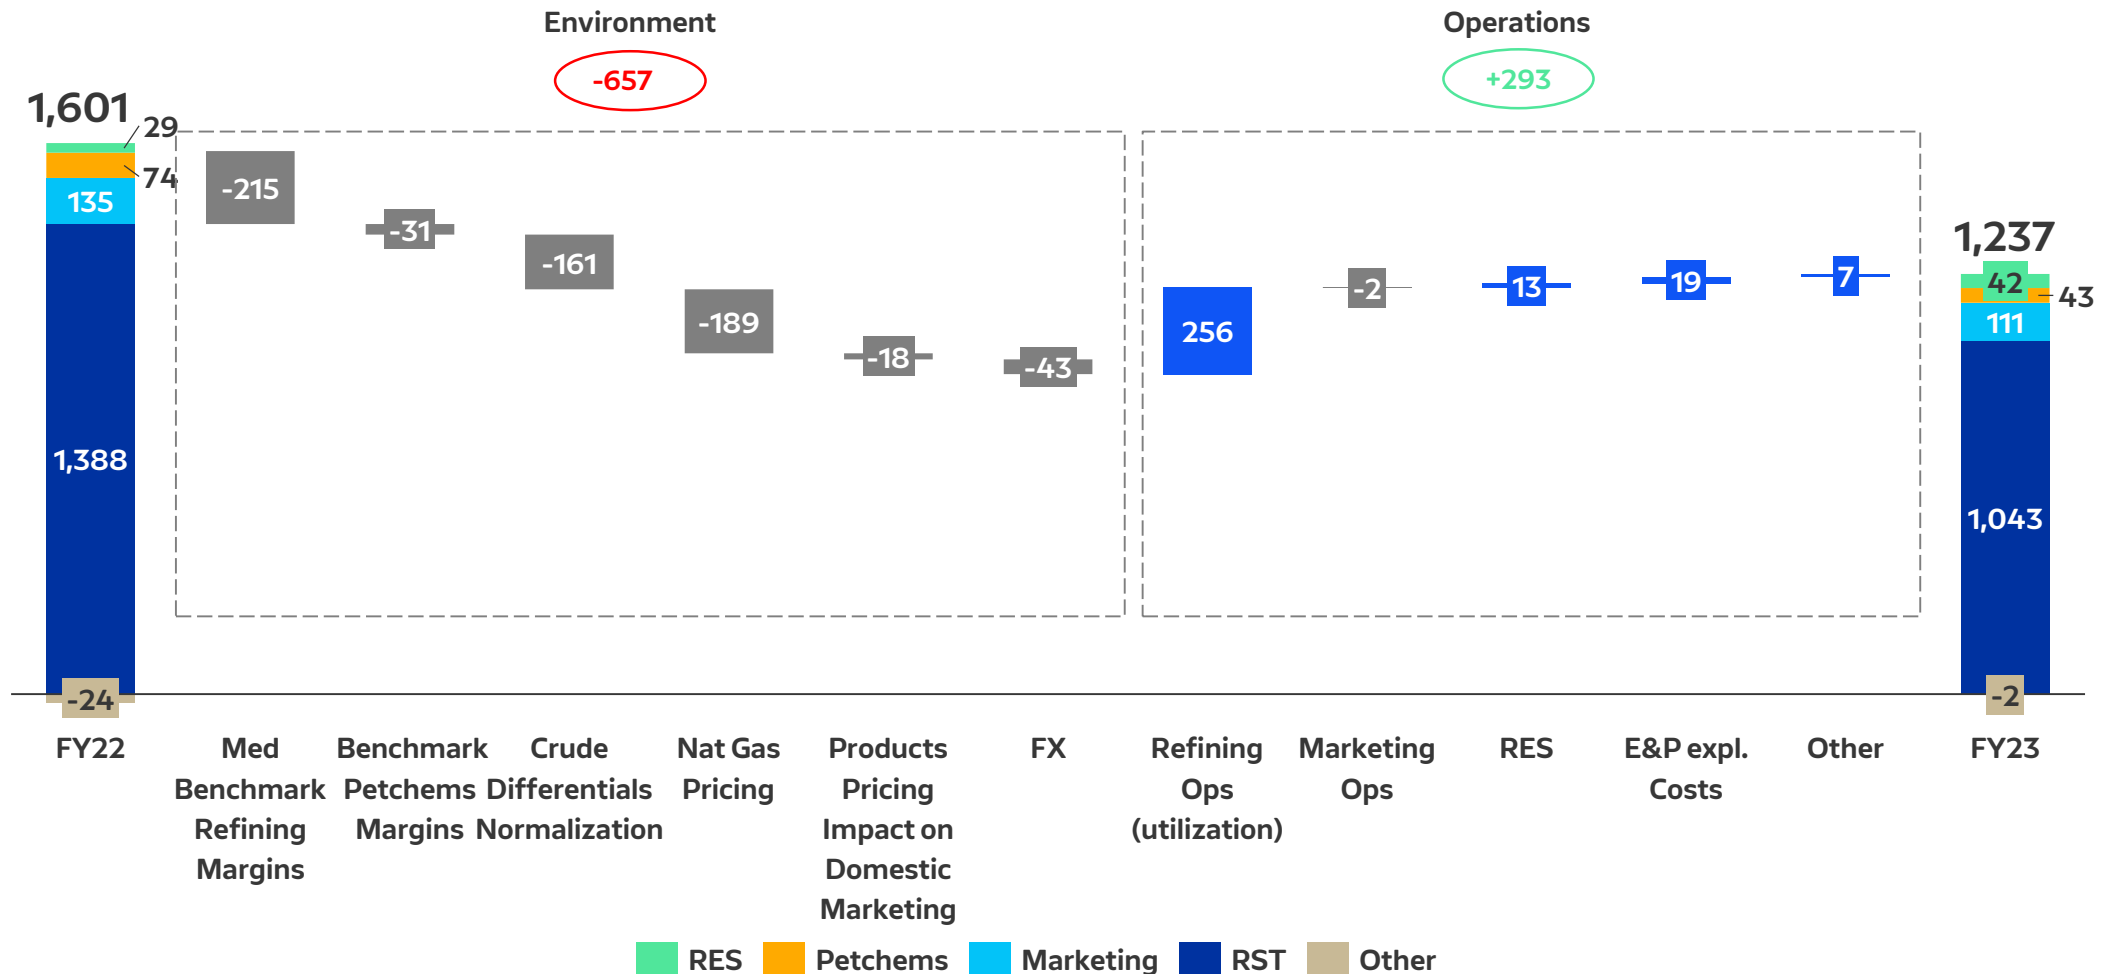 Environment
-657
Operations
+293
1,601
29
74
135
1,388
-24
-215
-31
-161
-189
-18
-43
256
-2
13
19
7
1,237
42
43
111
1,043
-2
FY22
Med
Benchmark
Refining
Margins
Benchmark
Petchems
Margins
Crude
Differentials
Normalization
Nat Gas
Pricing
Products
Pricing
Impact on
Domestic
Marketing
FX
Refining
Ops
(utilization)
Marketing
Ops
RES
E&P expl.
Costs
Other
FY23
RES
Petchems
Marketing
RST
Other